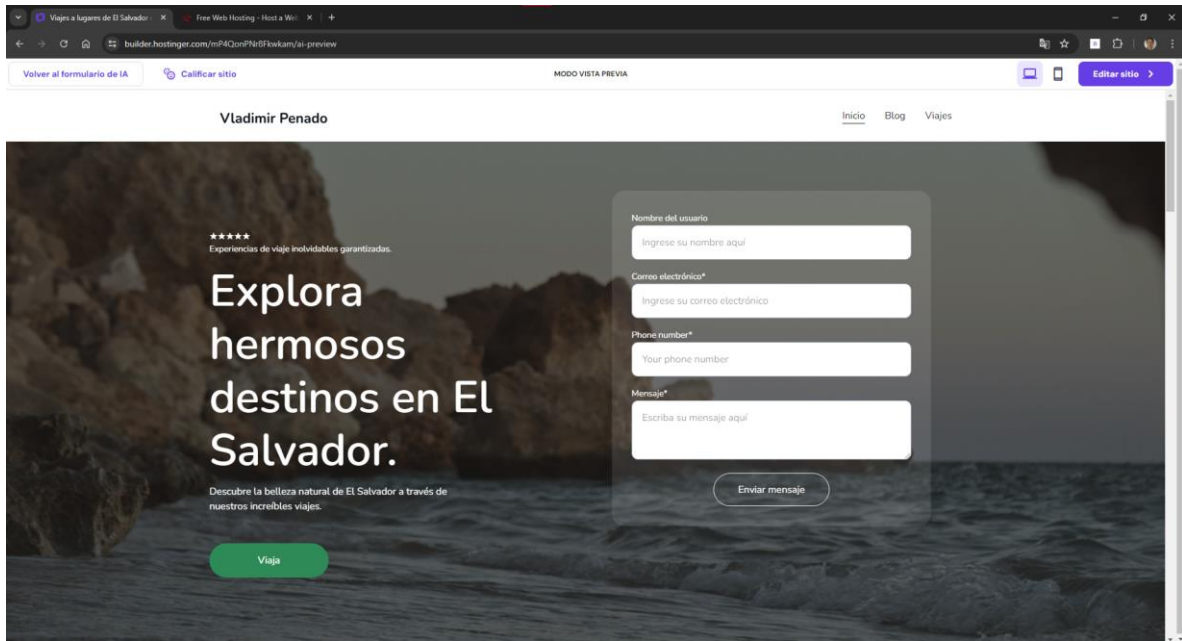 Viajes a lugares de El Salvador
Free Web Hosting - Host a Web
builder.hostinger.com/mP4QonPNr8Flwkam/ai-preview
Volver al formulario de IA
Calificar sitio
MODO VISTA PREVIA
Editar sitio
Vladimir Penado
Inicio
Blog
Viajes
★★★★★
Experiencias de viaje inolvidables garantizadas.
Explora
hermosos
destinos en El
Salvador.
Descubre la belleza natural de El Salvador a través de
nuestros increíbles viajes.
Viaja
Nombre del usuario
Ingrese su nombre aquí
Correo electrónico*
Ingrese su correo electrónico
Phone number*
Your phone number
Mensaje*
Escriba su mensaje aquí
Enviar mensaje